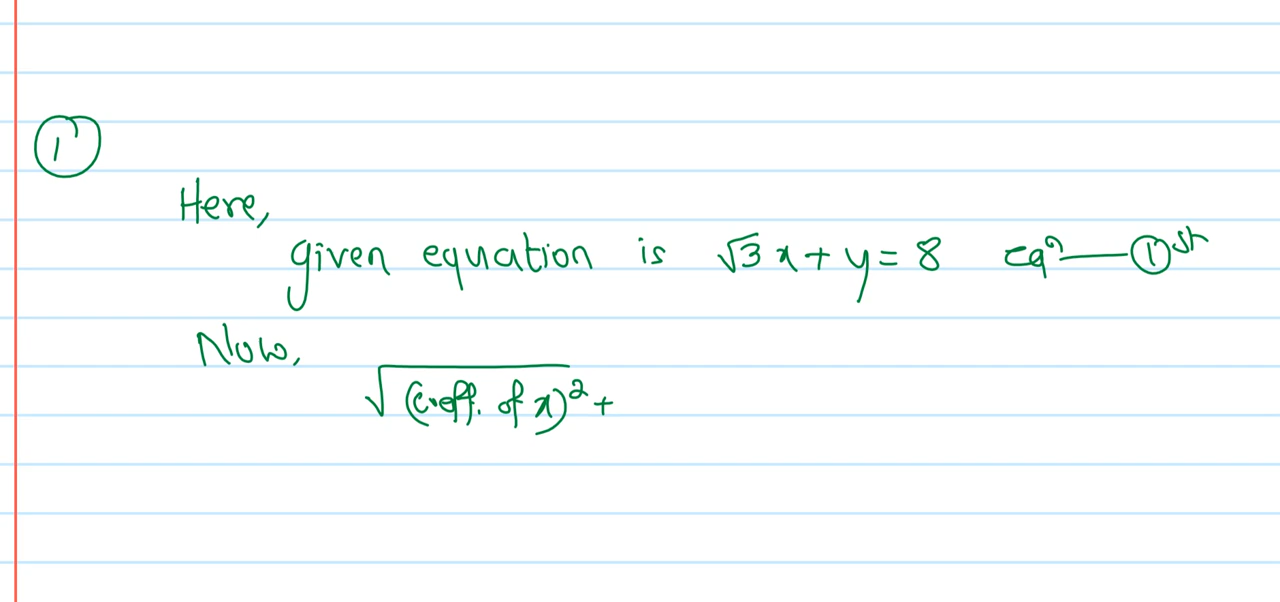 ①
Here,
given equation is √3 x + y = 8 eqⁿ —— ①st
Now,
√(coeff. of x)² +